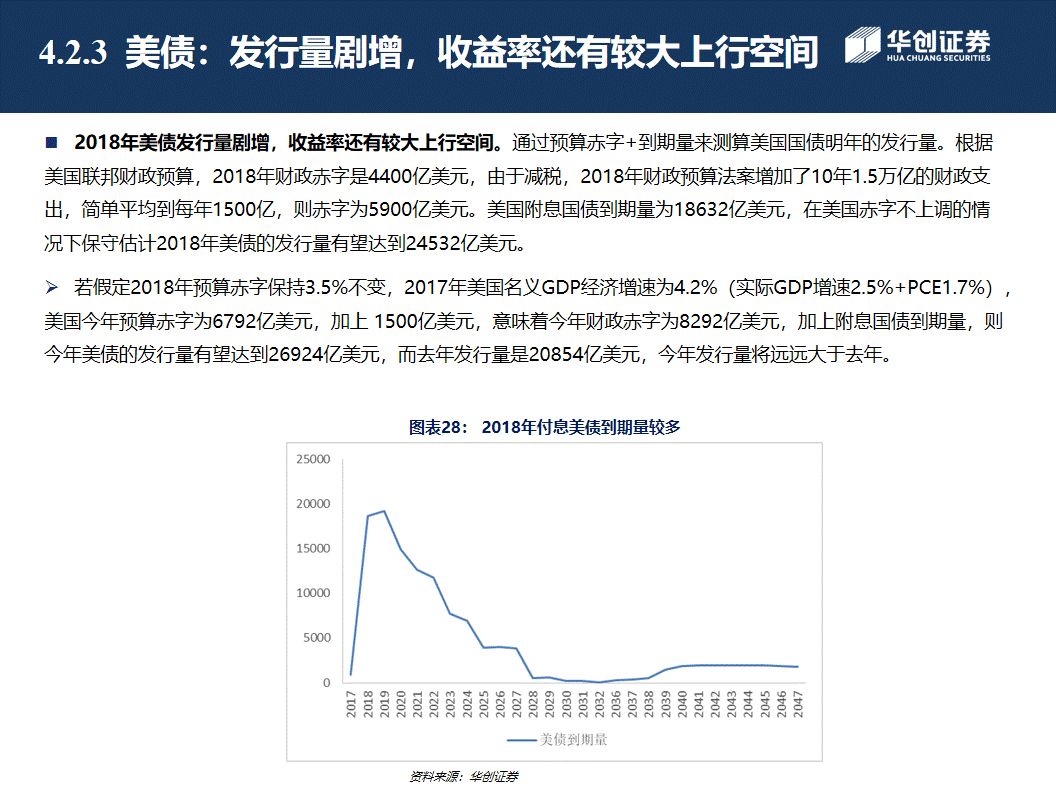 4.2.3 美债：发行量剧增，收益率还有较大上行空间
华创证券
HUA CHUANG SECURITIES
■ 2018年美债发行量剧增，收益率还有较大上行空间。通过预算赤字+到期量来测算美国国债明年的发行量。根据
美国联邦财政预算，2018年财政赤字是4400亿美元，由于减税，2018年财政预算法案增加了10年1.5万亿的财政支
出，简单平均到每年1500亿，则赤字为5900亿美元。美国附息国债到期量为18632亿美元，在美国赤字不上调的情
况下保守估计2018年美债的发行量有望达到24532亿美元。
➢ 若假定2018年预算赤字保持3.5%不变，2017年美国名义GDP经济增速为4.2%（实际GDP增速2.5%+PCE1.7%），
美国今年预算赤字为6792亿美元，加上 1500亿美元，意味着今年财政赤字为8292亿美元，加上附息国债到期量，则
今年美债的发行量有望达到26924亿美元，而去年发行量是20854亿美元，今年发行量将远远大于去年。
图表28： 2018年付息美债到期量较多
25000
20000
15000
10000
5000
0
2017 2018 2019 2020 2021 2022 2023 2024 2025 2026 2027 2028 2029 2030 2031 2032 2036 2037 2038 2039 2040 2041 2042 2043 2044 2045 2046 2047
美债到期量
资料来源：华创证券